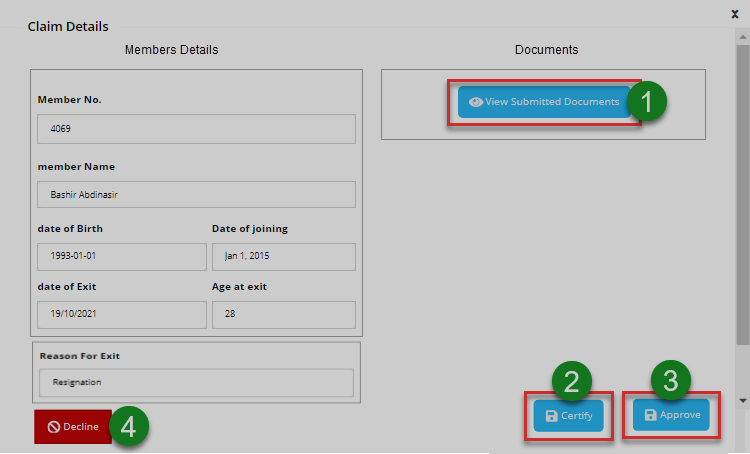 x
Claim Details
Members Details
Member No.
4069
member Name
Bashir Abdinasir
date of Birth
Date of joining
1993-01-01
Jan 1, 2015
date of Exit
Age at exit
19/10/2021
28
Reason For Exit
Resignation
Documents
View Submitted Documents
1
2
3
Certify
Approve
Decline
4